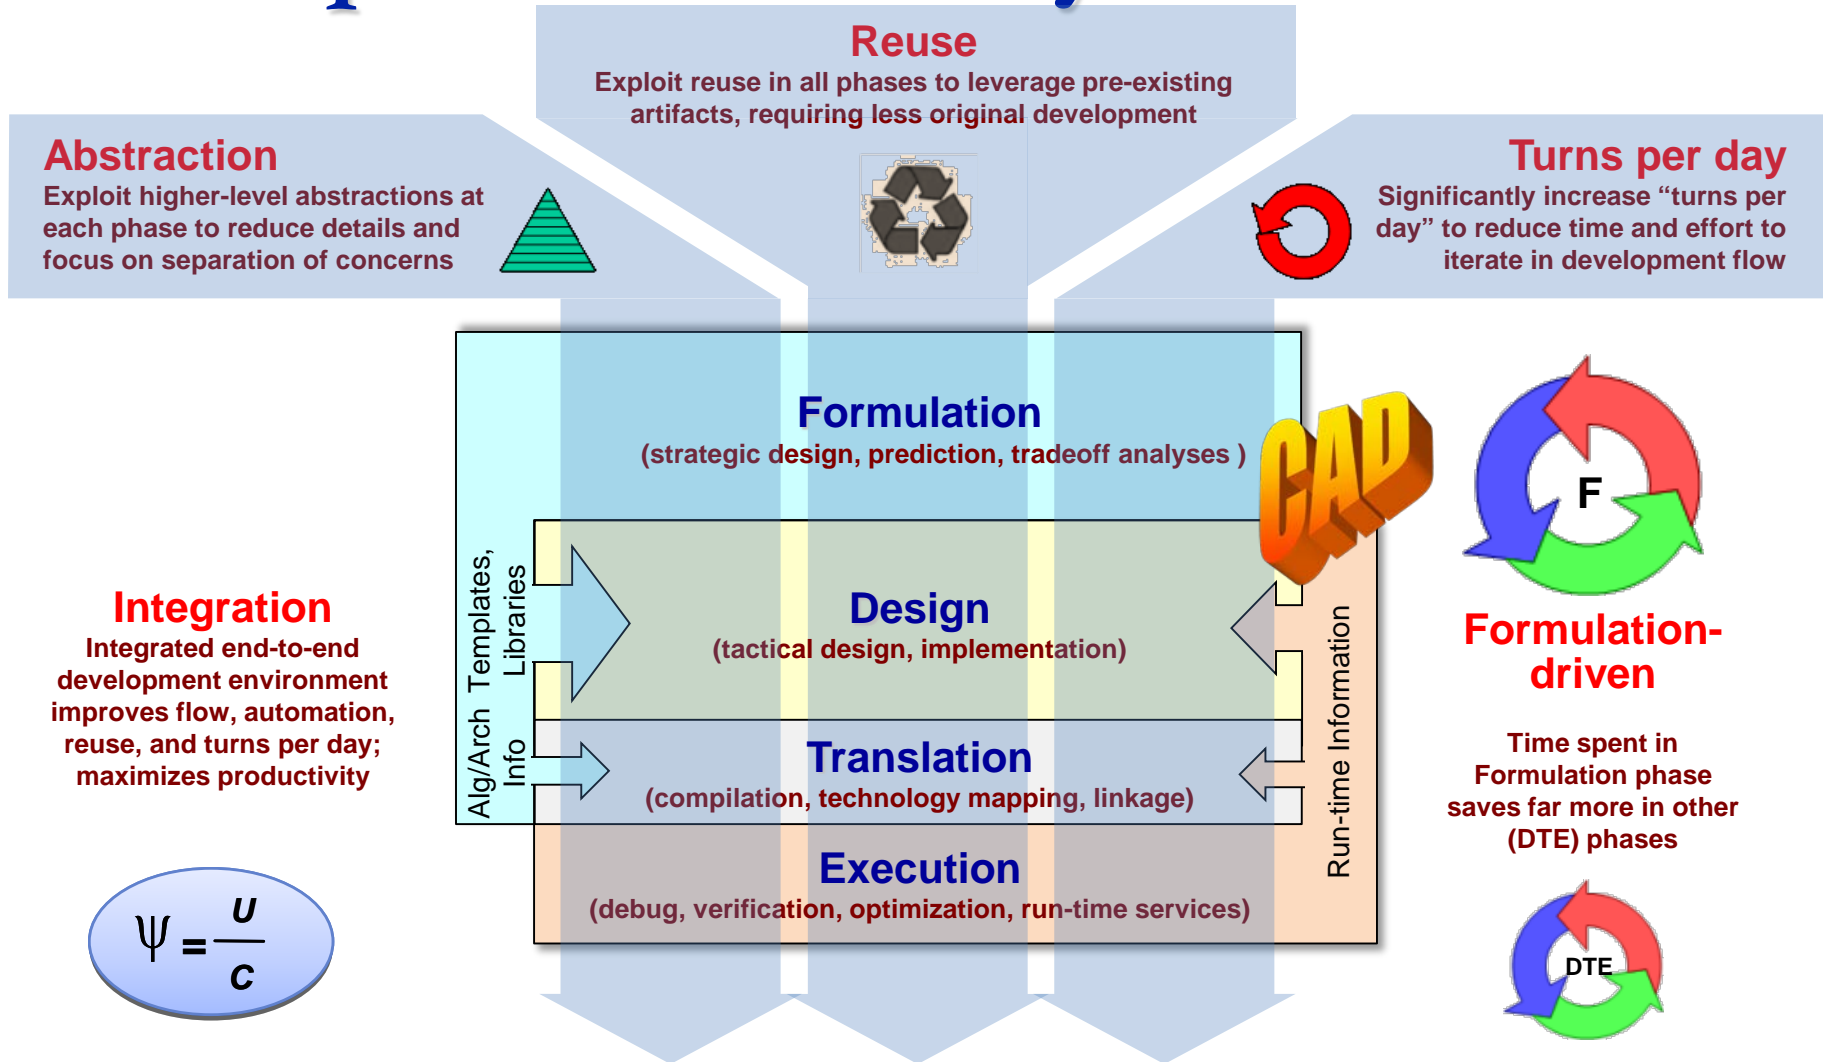 Reuse
Exploit reuse in all phases to leverage pre-existing
artifacts, requiring less original development
Abstraction
Exploit higher-level abstractions at
each phase to reduce details and
focus on separation of concerns
Turns per day
Significantly increase “turns per
day” to reduce time and effort to
iterate in development flow
Formulation
(strategic design, prediction, tradeoff analyses )
CAD
F
Templates,
Libraries
Design
(tactical design, implementation)
Run-time Information
Integration
Integrated end-to-end
development environment
improves flow, automation,
reuse, and turns per day;
maximizes productivity
Formulation-
driven
Time spent in
Formulation phase
saves far more in other
(DTE) phases
Alg/Arch
Info
Translation
(compilation, technology mapping, linkage)
Execution
(debug, verification, optimization, run-time services)
ψ = U
C
DTE